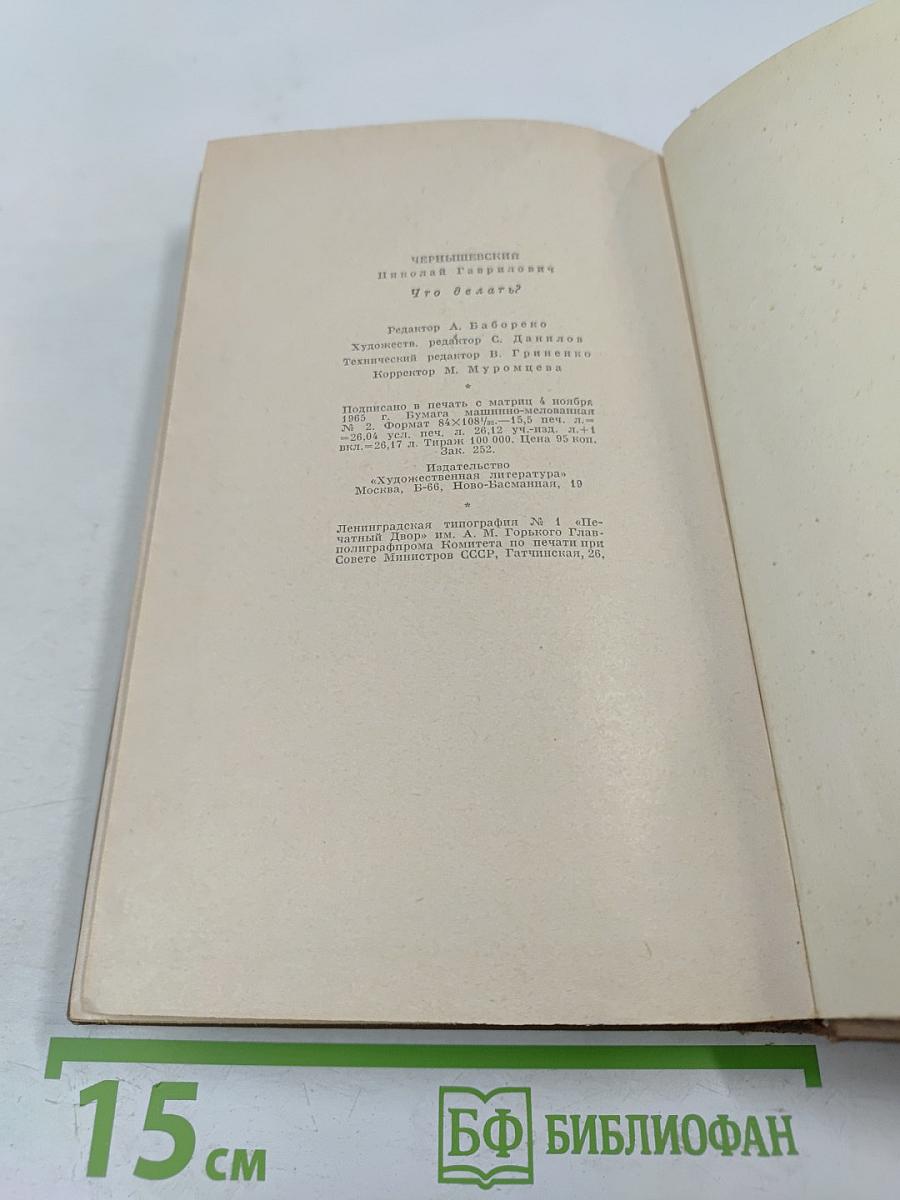 ЧЕРНЫШЕВСКИЙ
Николай Гаврилович
Что делать?
Редактор А. Бабореко
Художеств. редактор С. Данилов
Технический редактор В. Гриненко
Корректор М. Муромцева
*
Подписано в печать с матриц 4 ноября
1965 г. Бумага машинно-мелованная
№ 2. Формат 84×108¹/₃₂.—15,5 печ. л.=
=26,04 усл. печ. л. 26,12 уч.-изд. л.+1
вкл.=26,17 л. Тираж 100 000. Цена 95 коп.
Зак. 252.
Издательство
«Художественная литература»
Москва, Б-66, Ново-Басманная, 19
*
Ленинградская типография № 1 «Пе-
чатный Двор» им. А. М. Горького Глав-
полиграфпрома Комитета по печати при
Совете Министров СССР, Гатчинская, 26,
15 см
БФ БИБЛИОФАН